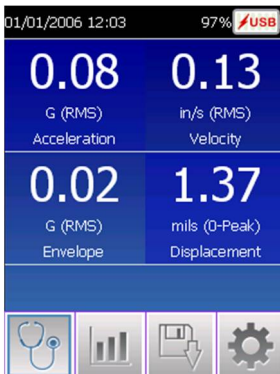 01/01/2006 12:03 97% USB
0.08 0.13
G (RMS) in/s (RMS)
Acceleration Velocity
0.02 1.37
G (RMS) mils (0-Peak)
Envelope Displacement